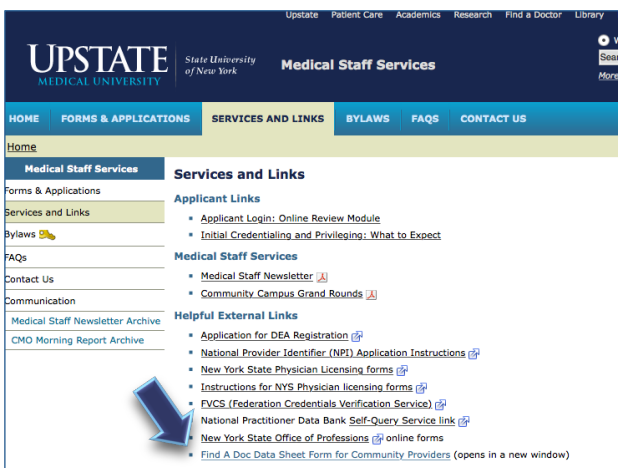 Upstate Patient Care Academics Research Find a Doctor Library
UPSTATE
MEDICAL UNIVERSITY
State University
of New York
Medical Staff Services
More
HOME FORMS & APPLICATIONS SERVICES AND LINKS BYLAWS FAQS CONTACT US
Home
Medical Staff Services
Forms & Applications
Services and Links
Bylaws
FAQs
Contact Us
Communication
Medical Staff Newsletter Archive
CMO Morning Report Archive
Services and Links
Applicant Links
Applicant Login: Online Review Module
Initial Credentialing and Privileging: What to Expect
Medical Staff Services
Medical Staff Newsletter
Community Campus Grand Rounds
Helpful External Links
Application for DEA Registration
National Provider Identifier (NPI) Application Instructions
New York State Physician Licensing forms
Instructions for NYS Physician licensing forms
FVCS (Federation Credentials Verification Service)
National Practitioner Data Bank Self-Query Service link
New York State Office of Professions online forms
Find A Doc Data Sheet Form for Community Providers (opens in a new window)